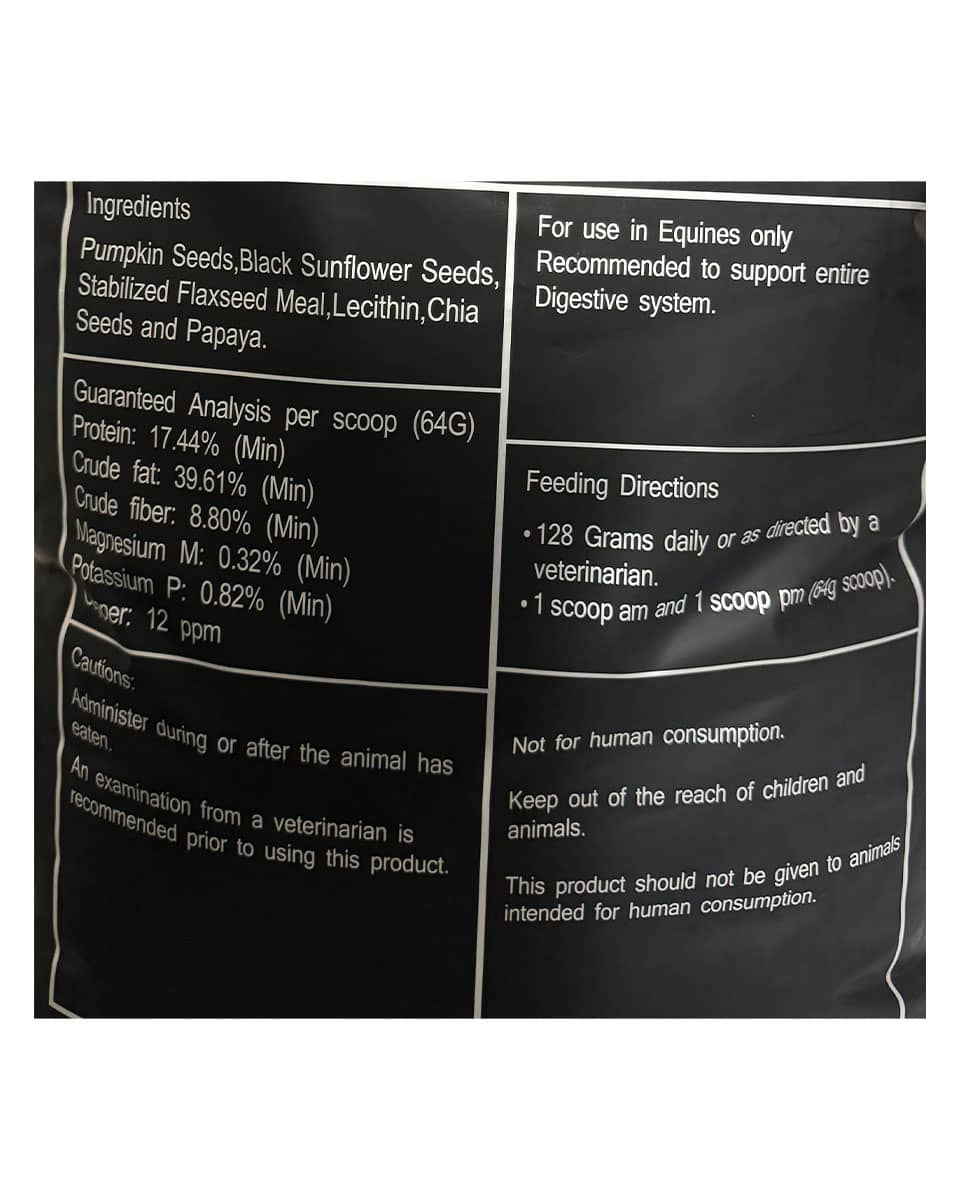 Ingredients
Pumpkin Seeds,Black Sunflower Seeds,
Stabilized Flaxseed Meal,Lecithin,Chia
Seeds and Papaya.
Guaranteed Analysis per scoop (64G)
Protein: 17.44% (Min)
Crude fat: 39.61% (Min)
Crude fiber: 8.80% (Min)
Magnesium M: 0.32% (Min)
Potassium P: 0.82% (Min)
12 ppm
Cautions:
Administer during or after the animal has
eaten.
An examination from a veterinarian is
recommended prior to using this product.
For use in Equines only
Recommended to support entire
Digestive system.
Feeding Directions
•128 Grams daily or as directed by a
veterinarian.
•1 scoop am and 1 scoop pm (64g scoop).
Not for human consumption.
Keep out of the reach of children and
animals.
This product should not be given to animals
intended for human consumption.